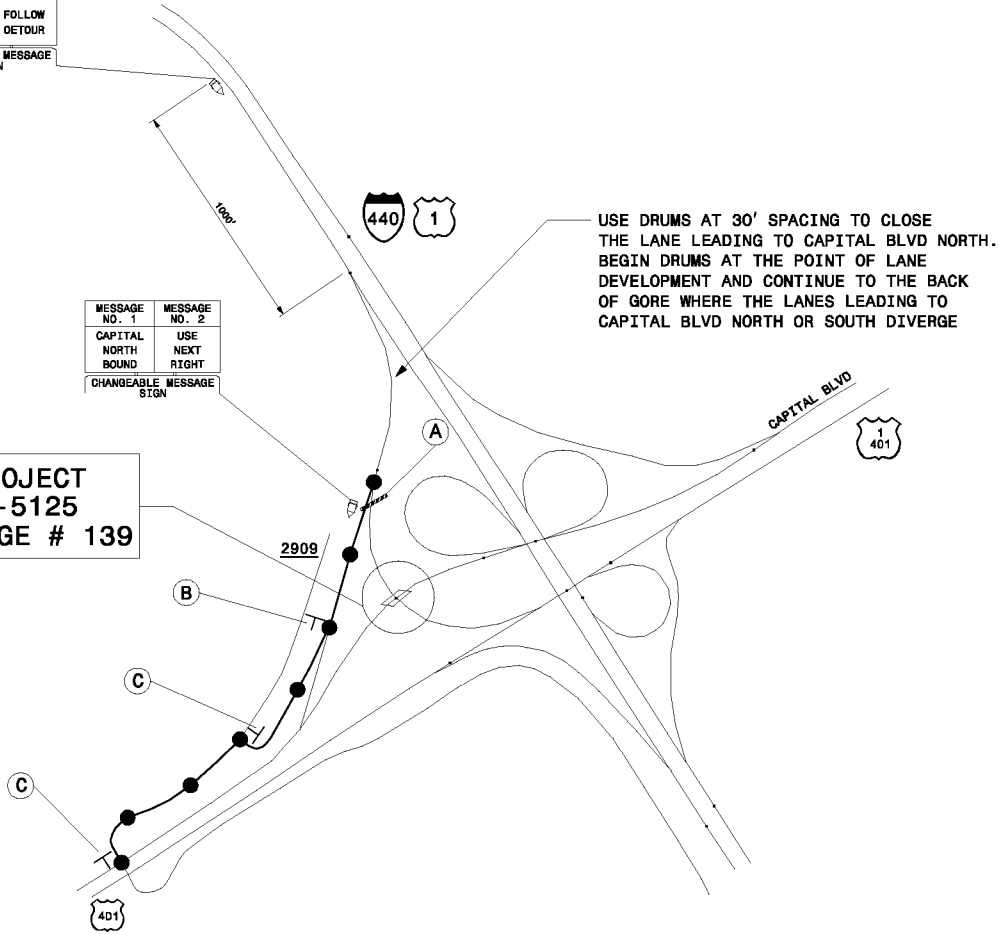 FOLLOW
DETOUR
MESSAGE
N
1000'
440
1
USE DRUMS AT 30' SPACING TO CLOSE
THE LANE LEADING TO CAPITAL BLVD NORTH.
BEGIN DRUMS AT THE POINT OF LANE
DEVELOPMENT AND CONTINUE TO THE BACK
OF GORE WHERE THE LANES LEADING TO
CAPITAL BLVD NORTH OR SOUTH DIVERGE
MESSAGE NO. 1 MESSAGE NO. 2
CAPITAL USE
NORTH NEXT
BOUND RIGHT
CHANGEABLE MESSAGE
SIGN
CAPITAL BLVD
1
401
A
OJECT
-5125
GE # 139
2909
B
C
C
401